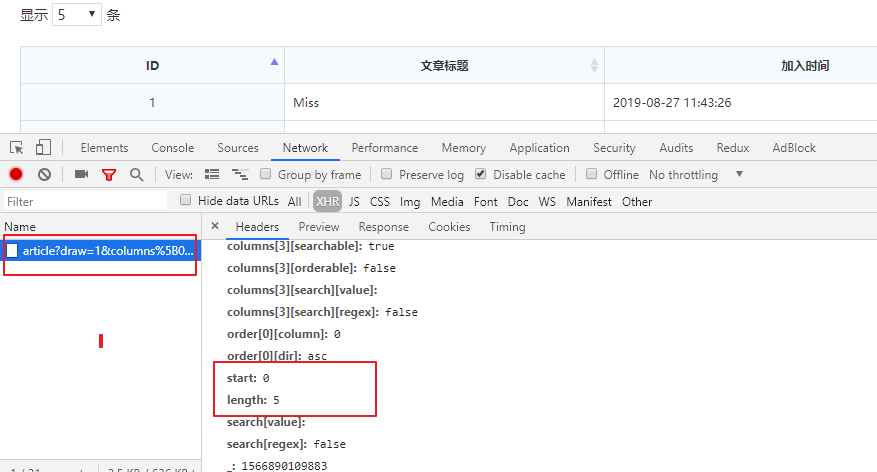 显示 5 条
ID 文章标题 加入时间
1 Miss 2019-08-27 11:43:26
Elements Console Sources Network Performance Memory Application Security Audits Redux AdBlock
View: Group by frame Preserve log Disable cache Offline No throttling
Filter Hide data URLs All XHR JS CSS Img Media Font Doc WS Manifest Other
Name × Headers Preview Response Cookies Timing
article?draw=1&columns%5B0...
columns[3][searchable]: true
columns[3][orderable]: false
columns[3][search][value]:
columns[3][search][regex]: false
order[0][column]: 0
order[0][dir]: asc
start: 0
length: 5
search[value]:
search[regex]: false
_: 1566890109883